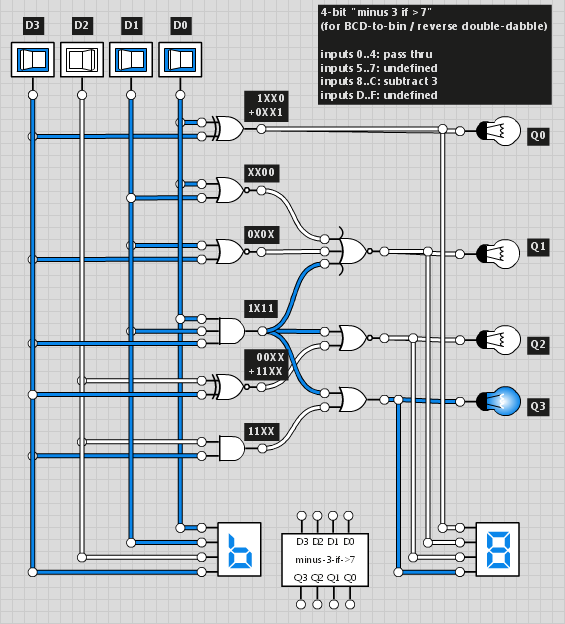 4-bit "minus 3 if >7"
(for BCD-to-bin / reverse double-dabble)
inputs 0..4: pass thru
inputs 5..7: undefined
inputs 8..C: subtract 3
inputs D..F: undefined
D3 D2 D1 D0
1XX0
+0XX1
Q0
XX00
0X0X
Q1
1X11
00XX
+11XX
Q2
Q3
11XX
b
D3 D2 D1 D0
minus-3-if->7
Q3 Q2 Q1 Q0
8